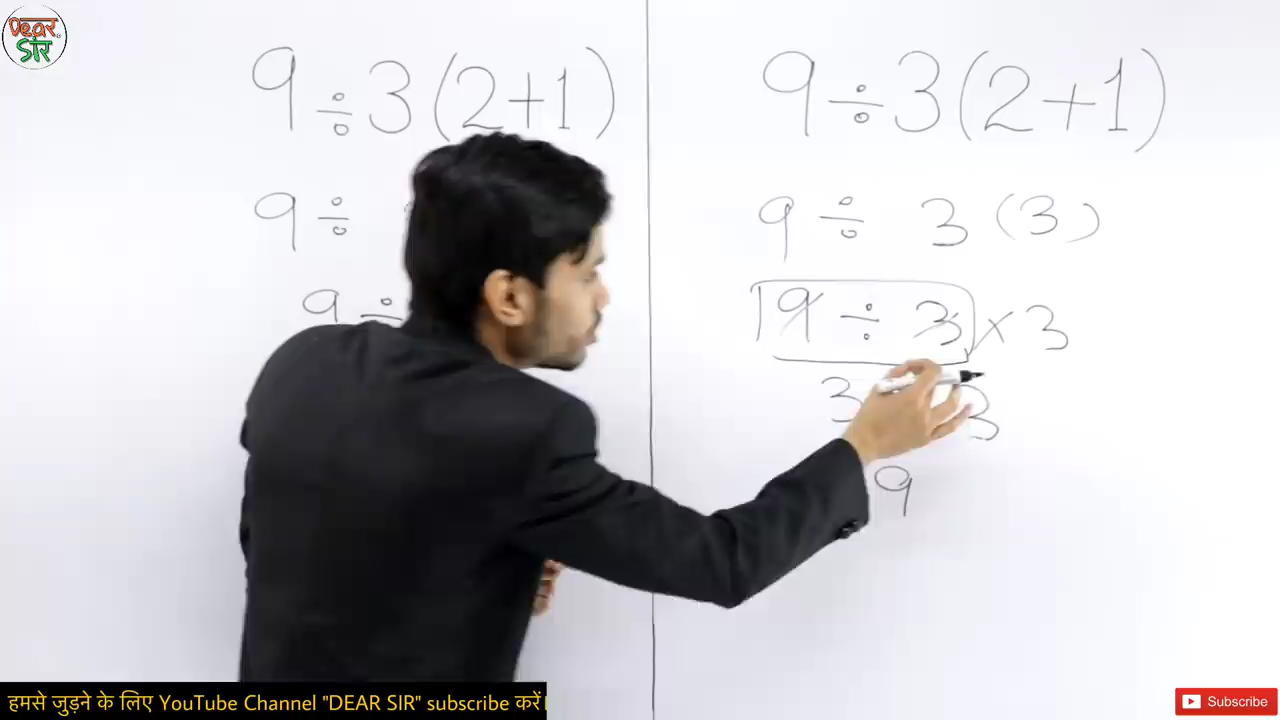 Dear
Sir
9÷3(2+1)
9÷
9÷
9÷3(2+1)
9÷3(3)
9÷3×3
3 3
9
हमसे जुड़ने के लिए YouTube Channel "DEAR SIR" subscribe करें
Subscribe